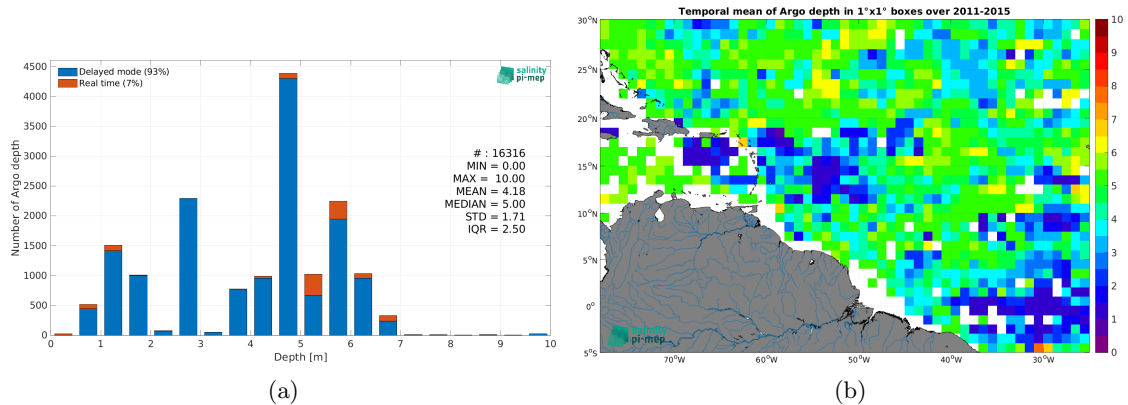 Delayed mode (93%)
Real time (7%)
salinity
pi-mep
Number of Argo depth
4500
4000
3500
3000
2500
2000
1500
1000
500
0
# : 16316
MIN = 0.00
MAX = 10.00
MEAN = 4.18
MEDIAN = 5.00
STD = 1.71
IQR = 2.50
0 1 2 3 4 5 6 7 8 9 10
Depth [m]
(a)
Temporal mean of Argo depth in 1°x1° boxes over 2011-2015
30°N
25°N
20°N
15°N
10°N
5°N
0°
5°S
70°W 60°W 50°W 40°W 30°W
salinity
pi-mep
10
9
8
7
6
5
4
3
2
1
0
(b)